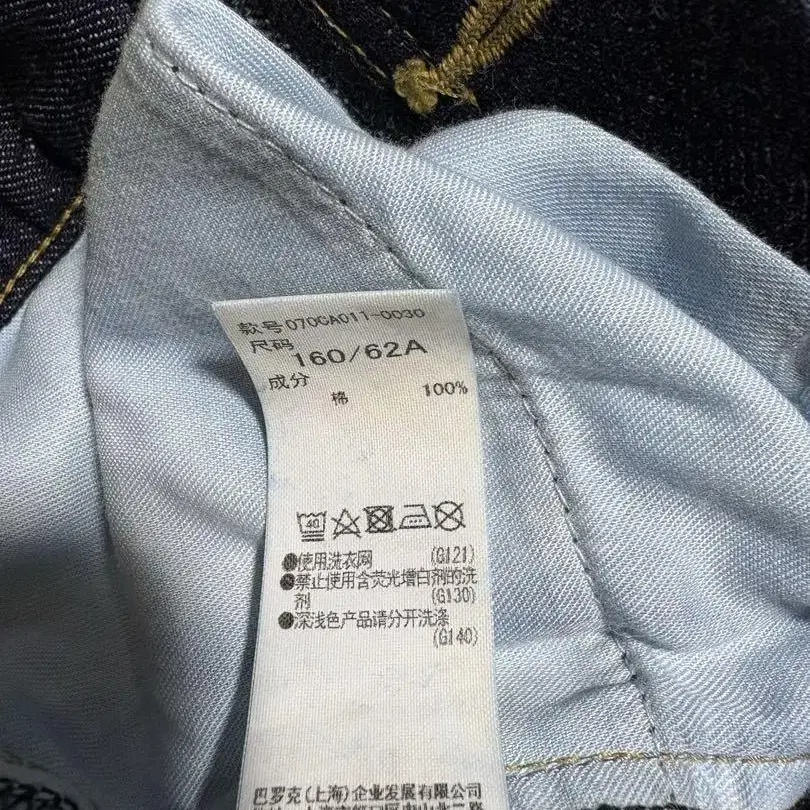 款号070CA011-0030
尺码
160/62A
成分
棉 100%
40
●使用洗衣网 (G121)
●禁止使用含荧光增白剂的洗
剂 (G130)
●深浅色产品请分开洗涤
(G140)
巴罗克(上海)企业发展有限公司